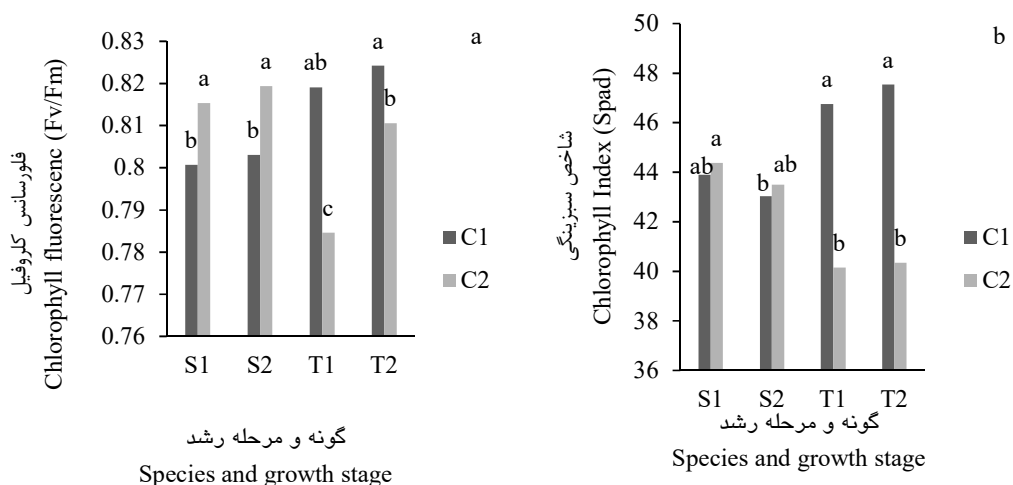 a
فلورسانس کلروفیل
Chlorophyll fluorescenc (Fv/Fm)
0.83
0.82
0.81
0.8
0.79
0.78
0.77
0.76
b
a
b
a
ab
c
a
b
S1 S2 T1 T2
C1
C2
گونه و مرحله رشد
Species and growth stage
b
شاخص سبزینگی
Chlorophyll Index (Spad)
50
48
46
44
42
40
38
36
ab
a
b
ab
a
b
a
b
S1 S2 T1 T2
C1
C2
گونه و مرحله رشد
Species and growth stage